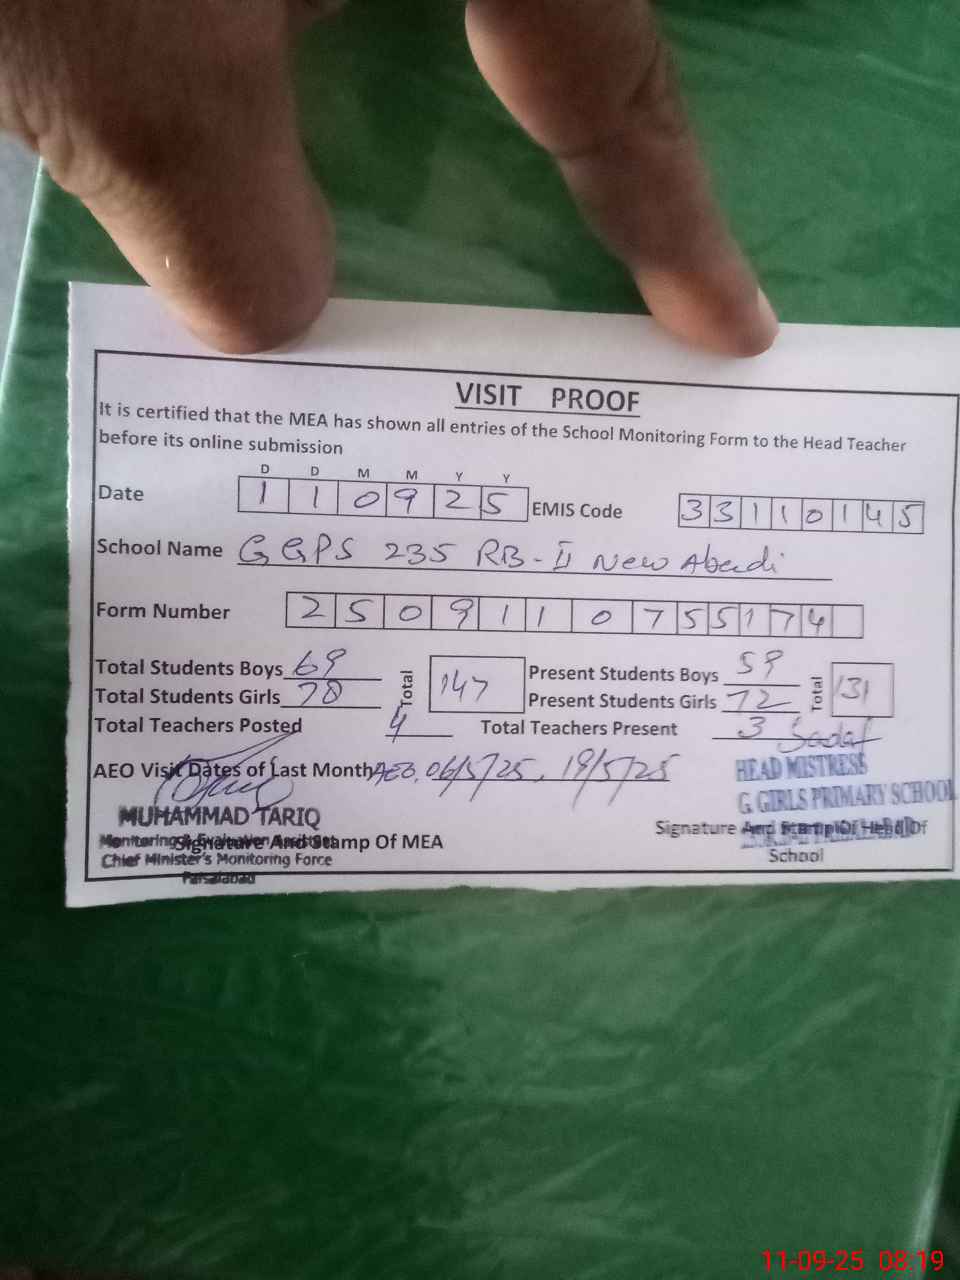 VISIT PROOF
It is certified that the MEA has shown all entries of the School Monitoring Form to the Head Teacher
before its online submission
D D M M Y Y
Date 1 1 0 9 2 5 EMIS Code 3 3 1 1 0 1 4 5
School Name GGPS 235 RB-II New Abadi
Form Number 2 5 0 9 1 1 0 7 5 5 1 7 4
Total Students Boys 69 Total 147 Present Students Boys 59 Total 131
Total Students Girls 78 Present Students Girls 72
Total Teachers Posted 4 Total Teachers Present 3
Sadaf
AEO Visit Dates of Last Month AEO, 06/5/25, 19/5/25
HEAD MISTRESS
G. GIRLS PRIMARY SCHOOL
MUHAMMAD TARIQ
Monitoring & Evaluation Assistant
Signature And Stamp Of MEA
Signature And Stamp Of Head Of
School
Chief Minister's Monitoring Force
Faisalabad
11-09-25 08:19